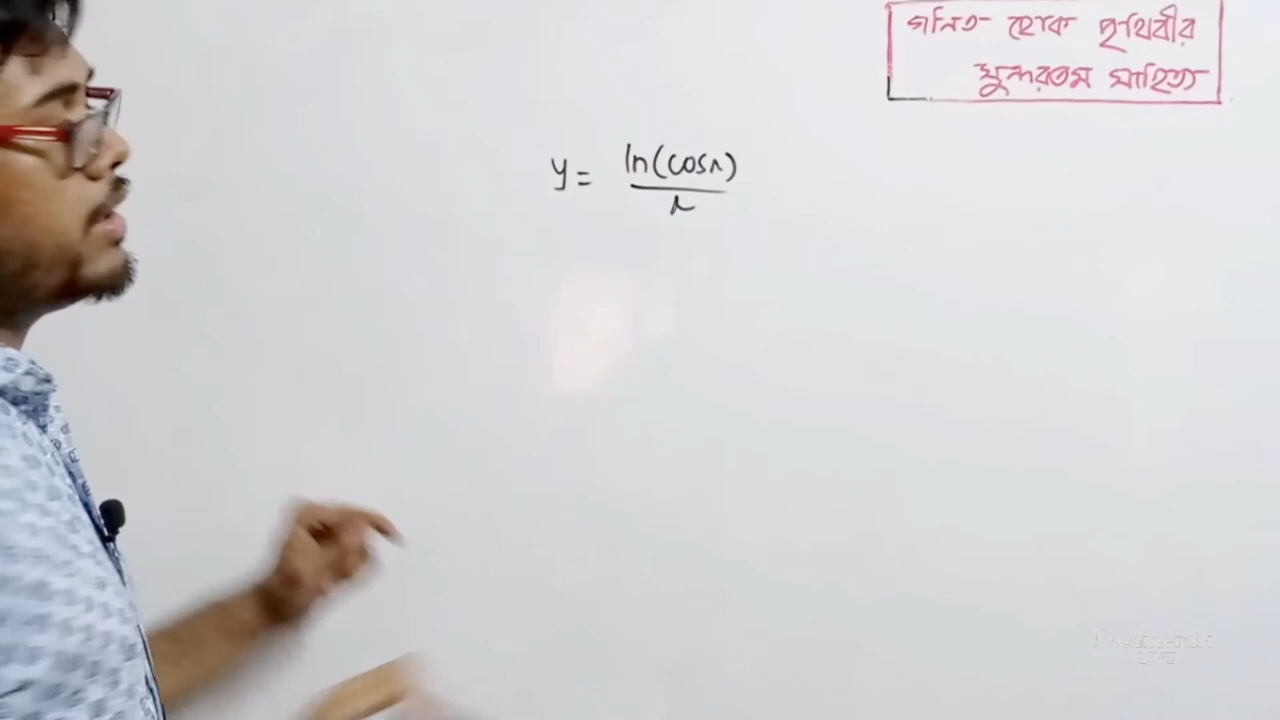 গনিত হোক পৃথিবীর
সুন্দরতম সাহিত্য
y = ln(cosx)
x